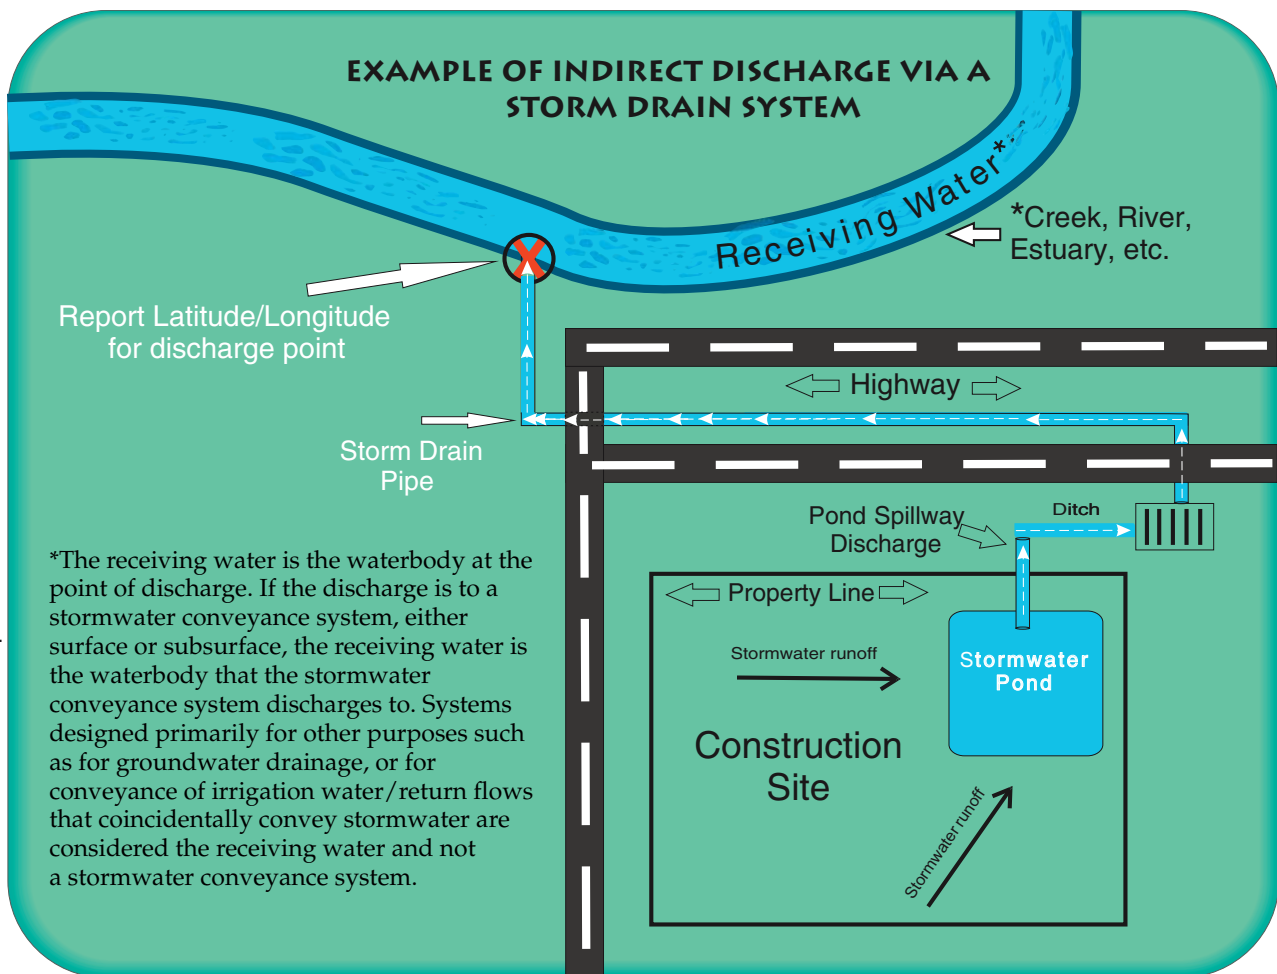 EXAMPLE OF INDIRECT DISCHARGE VIA A
STORM DRAIN SYSTEM
Receiving Water*
*Creek, River,
Estuary, etc.
Report Latitude/Longitude
for discharge point
Highway
Storm Drain
Pipe
Pond Spillway
Discharge
Ditch
Property Line
Stormwater runoff
Stormwater
Pond
Construction
Site
Stormwater runoff
*The receiving water is the waterbody at the
point of discharge. If the discharge is to a
stormwater conveyance system, either
surface or subsurface, the receiving water is
the waterbody that the stormwater
conveyance system discharges to. Systems
designed primarily for other purposes such
as for groundwater drainage, or for
conveyance of irrigation water/return flows
that coincidentally convey stormwater are
considered the receiving water and not
a stormwater conveyance system.